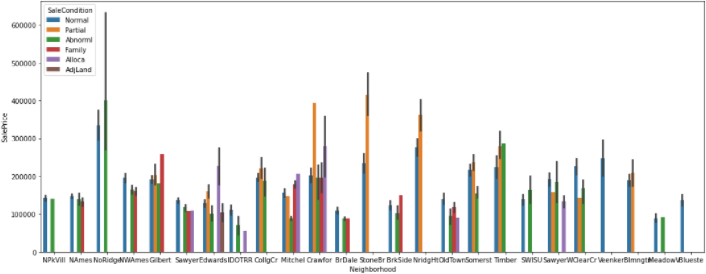 SaleCondition
Normal
Partial
Abnorml
Family
Alloca
AdjLand
SalePrice
600000
500000
400000
300000
200000
100000
0
NPkVill NAmes NoRidge NWAmes Gilbert Sawyer Edwards IDOTRR CollgCr Mitchel Crawfor BrDale StoneBr BrkSide NridgHt OldTown Somerst Timber SWISU SawyerW ClearCr Veenker Blmngtn MeadowV Blueste
Neighborhood